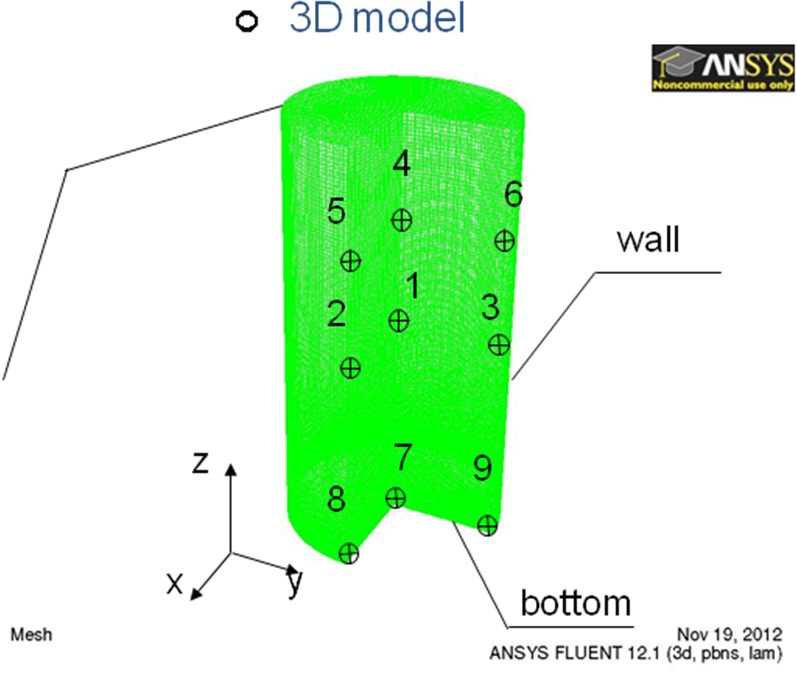 3D model
ANSYS
Noncommercial use only
4
5
6
wall
1
2
3
z
7
9
8
x
y
bottom
Mesh
Nov 19, 2012
ANSYS FLUENT 12.1 (3d, pbns, lam)